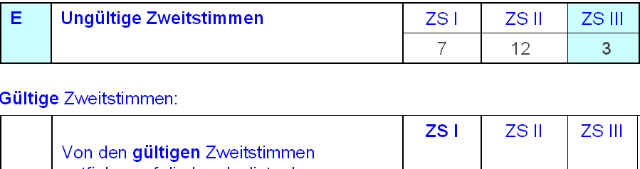 E Ungültige Zweitstimmen ZS I ZS II ZS III
7 12 3
Gültige Zweitstimmen:
ZS I ZS II ZS III
Von den gültigen Zweitstimmen